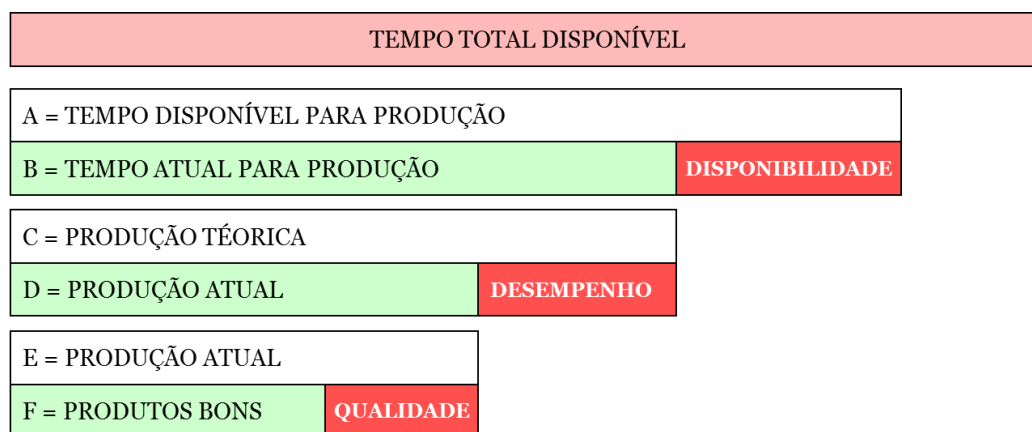 TEMPO TOTAL DISPONÍVEL
A = TEMPO DISPONÍVEL PARA PRODUÇÃO
B = TEMPO ATUAL PARA PRODUÇÃO DISPONIBILIDADE
C = PRODUÇÃO TÉORICA
D = PRODUÇÃO ATUAL DESEMPENHO
E = PRODUÇÃO ATUAL
F = PRODUTOS BONS QUALIDADE